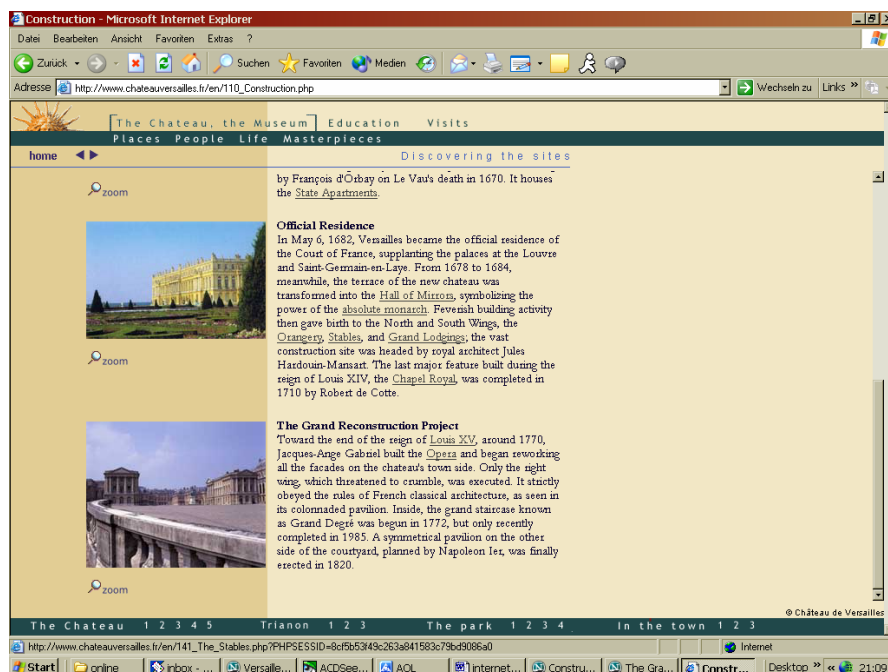 Construction - Microsoft Internet Explorer
Datei Bearbeiten Ansicht Favoriten Extras ?
Zurück Suchen Favoriten Medien
Adresse http://www.chateauversailles.fr/en/110_Construction.php Wechseln zu Links »
The Chateau, the Museum Education Visits
Places People Life Masterpieces
home Discovering the sites
by François d'Orbay on Le Vau's death in 1670. It houses
the State Apartments.
zoom
Official Residence
In May 6, 1682, Versailles became the official residence of
the Court of France, supplanting the palaces at the Louvre
and Saint-Germain-en-Laye. From 1678 to 1684,
meanwhile, the terrace of the new chateau was
transformed into the Hall of Mirrors, symbolizing the
power of the absolute monarch. Feverish building activity
then gave birth to the North and South Wings, the
Orangery, Stables, and Grand Lodgings; the vast
construction site was headed by royal architect Jules
Hardouin-Mansart. The last major feature built during the
reign of Louis XIV, the Chapel Royal, was completed in
1710 by Robert de Cotte.
zoom
The Grand Reconstruction Project
Toward the end of the reign of Louis XV, around 1770,
Jacques-Ange Gabriel built the Opera and began reworking
all the facades on the chateau's town side. Only the right
wing, which threatened to crumble, was executed. It strictly
obeyed the rules of French classical architecture, as seen in
its colonnaded pavilion. Inside, the grand staircase known
as Grand Degré was begun in 1772, but only recently
completed in 1985. A symmetrical pavilion on the other
side of the courtyard, planned by Napoleon Ier, was finally
erected in 1820.
zoom
© Château de Versailles
The Chateau 1 2 3 4 5 Trianon 1 2 3 The park 1 2 3 4 In the town 1 2 3
http://www.chateauversailles.fr/en/141_The_Stables.php?PHPSESSID=8cf5b53f49c263a841583c79bd9086a0 Internet
Start online inbox - ... Versaille... ACDSee... AOL internet... Constru... The Gra... Constr... Desktop » « 21:09